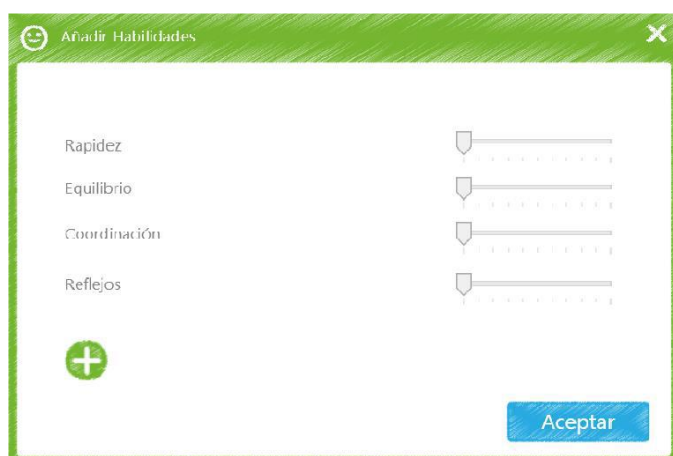 Añadir Habilidades
Rapidez
Equilibrio
Coordinación
Reflejos
Aceptar